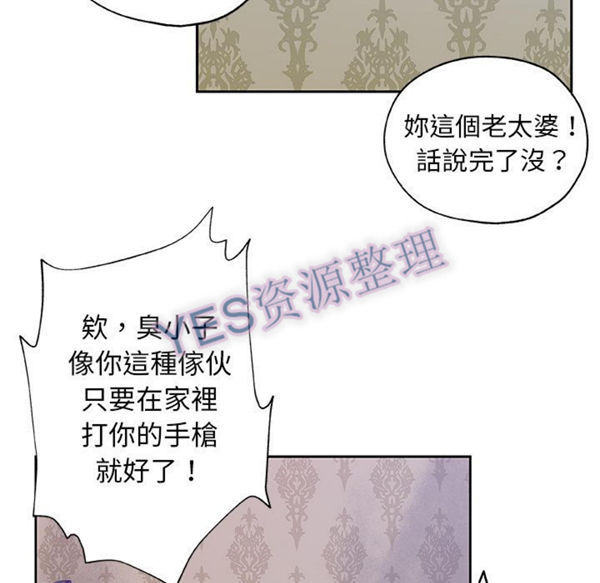 妳這個老太婆！
話說完了沒？
YES资源整理
欸，臭小子
像你這種傢伙
只要在家裡
打你的手槍
就好了！